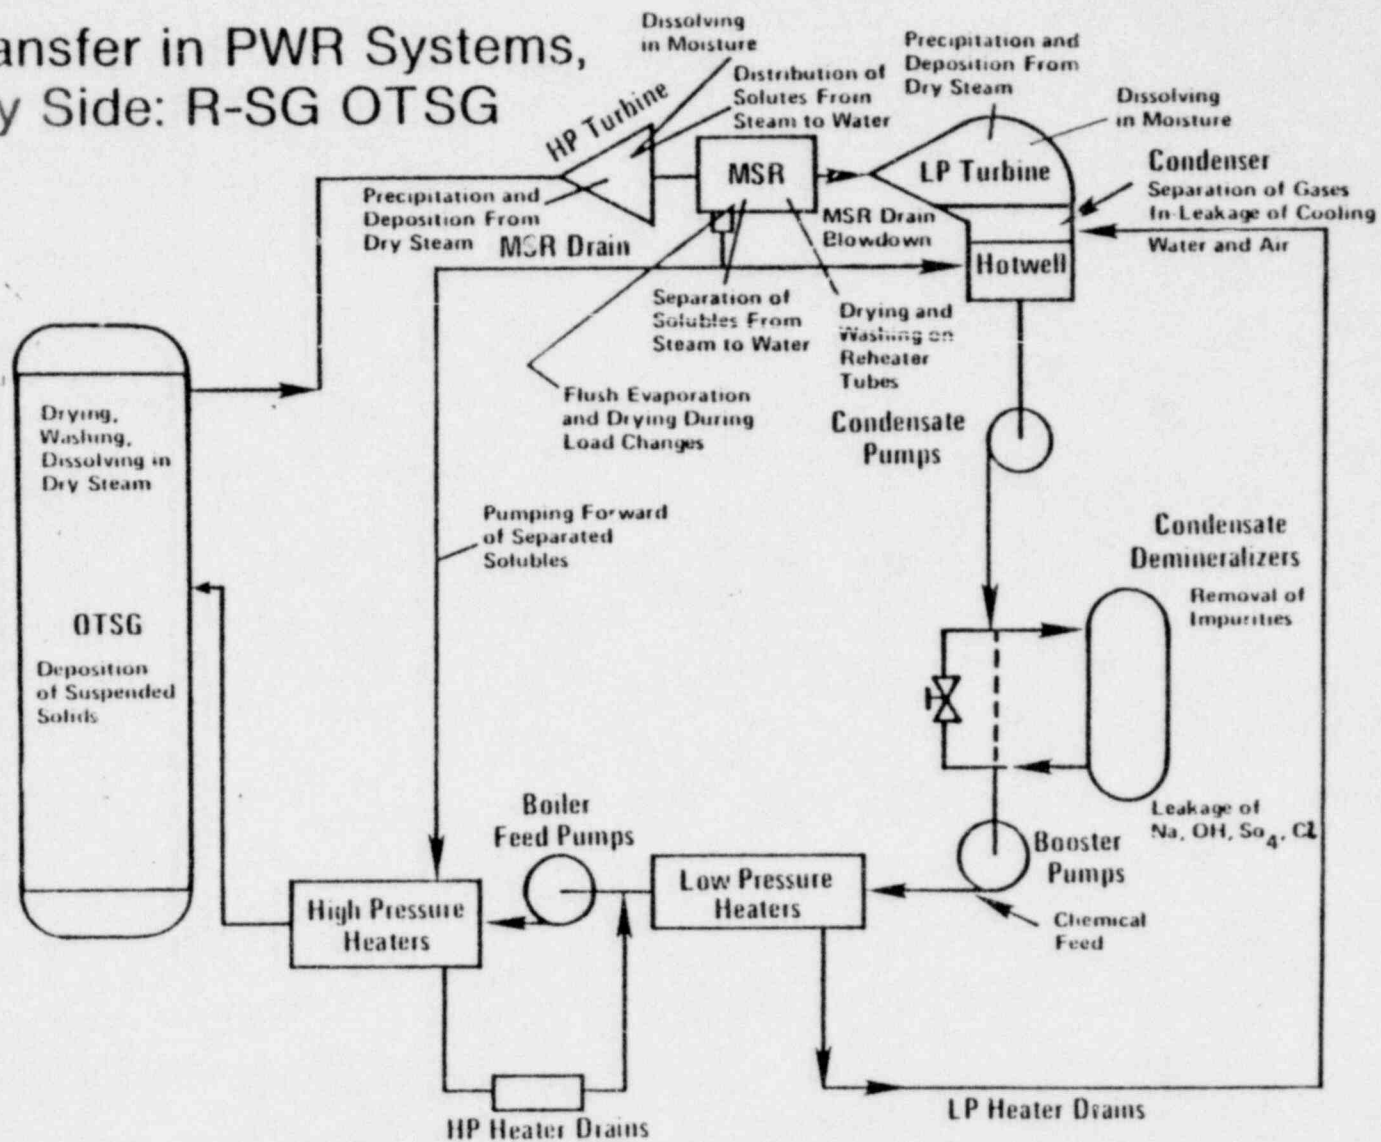 ansfer in PWR Systems,
y Side: R-SG OTSG
Dissolving
in Moisture
Distribution of
Solutes From
Steam to Water
HP Turbine
Precipitation and
Deposition From
Dry Steam
MSR
Precipitation and
Deposition From
Dry Steam
Dissolving
in Moisture
LP Turbine
Condenser
Separation of Gases
In-Leakage of Cooling
Water and Air
MSR Drain
MSR Drain
Blowdown
Hotwell
Separation of
Solubles From
Steam to Water
Drying and
Washing on
Reheater
Tubes
Flush Evaporation
and Drying During
Load Changes
Drying,
Washing,
Dissolving in
Dry Steam
OTSG
Deposition
of Suspended
Solids
Pumping Forward
of Separated
Solubles
Condensate
Pumps
Condensate
Demineralizers
Removal of
Impurities
Leakage of
Na, OH, So4, Cl
Booster
Pumps
Chemical
Feed
Low Pressure
Heaters
Boiler
Feed Pumps
High Pressure
Heaters
HP Heater Drains
LP Heater Drains